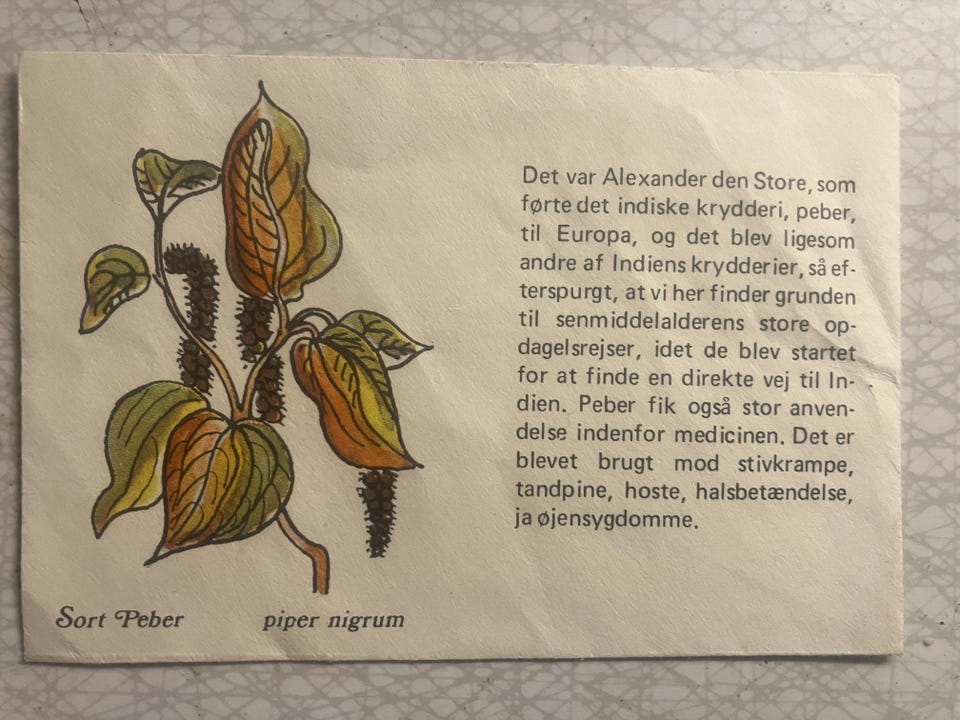 Det var Alexander den Store, som
førte det indiske krydderi, peber,
til Europa, og det blev ligesom
andre af Indiens krydderier, så ef-
terspurgt, at vi her finder grunden
til senmiddelalderens store op-
dagelsrejser, idet de blev startet
for at finde en direkte vej til In-
dien. Peber fik også stor anven-
delse indenfor medicinen. Det er
blevet brugt mod stivkrampe,
tandpine, hoste, halsbetændelse,
ja øjensygdomme.
Sort Peber piper nigrum